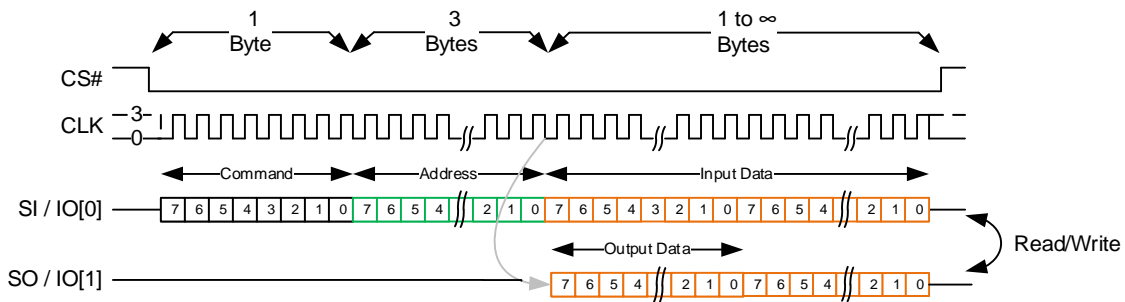 1 3 1 to ∞
Byte Bytes Bytes
CS#
3
CLK
0
Command Address Input Data
SI / IO[0] 7 6 5 4 3 2 1 0 7 6 5 4 2 1 0 7 6 5 4 3 2 1 0 7 6 5 4 2 1 0
Read/Write
Output Data
SO / IO[1] 7 6 5 4 2 1 0 7 6 5 4 2 1 0